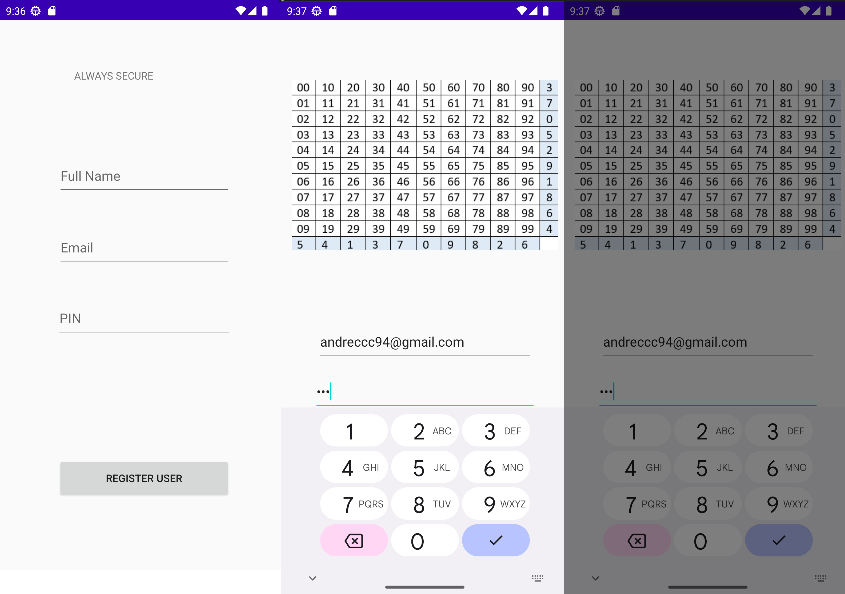 9:36
ALWAYS SECURE
Full Name
Email
PIN
REGISTER USER
9:37
00 10 20 30 40 50 60 70 80 90 3
01 11 21 31 41 51 61 71 81 91 7
02 12 22 32 42 52 62 72 82 92 0
03 13 23 33 43 53 63 73 83 93 5
04 14 24 34 44 54 64 74 84 94 2
05 15 25 35 45 55 65 75 85 95 9
06 16 26 36 46 56 66 76 86 96 1
07 17 27 37 47 57 67 77 87 97 8
08 18 28 38 48 58 68 78 88 98 6
09 19 29 39 49 59 69 79 89 99 4
5 4 1 3 7 0 9 8 2 6
andreccc94@gmail.com
•••
1 2 ABC 3 DEF
4 GHI 5 JKL 6 MNO
7 PQRS 8 TUV 9 WXYZ
0
9:37
00 10 20 30 40 50 60 70 80 90 3
01 11 21 31 41 51 61 71 81 91 7
02 12 22 32 42 52 62 72 82 92 0
03 13 23 33 43 53 63 73 83 93 5
04 14 24 34 44 54 64 74 84 94 2
05 15 25 35 45 55 65 75 85 95 9
06 16 26 36 46 56 66 76 86 96 1
07 17 27 37 47 57 67 77 87 97 8
08 18 28 38 48 58 68 78 88 98 6
09 19 29 39 49 59 69 79 89 99 4
5 4 1 3 7 0 9 8 2 6
andreccc94@gmail.com
•••
1 2 ABC 3 DEF
4 GHI 5 JKL 6 MNO
7 PQRS 8 TUV 9 WXYZ
0